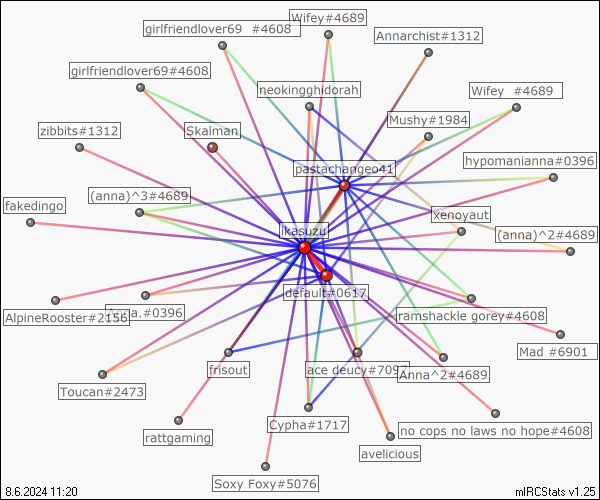 Wifey#4689
girlfriendlover69 #4608
Annarchist#1312
girlfriendlover69#4608
neokingghidorah
Wifey #4689
Mushy#1984
zibbits#1312
Skalman
pastachangeo41
hypomanianna#0396
(anna)^3#4689
fakedingo
xenoyaut
ikasuzu
(anna)^2#4689
default#0617
AlpineRooster#2156
Anna.#0396
ramshackle gorey#4608
Mad #6901
frisout
ace deucy#7097
Anna^2#4689
Toucan#2473
Cypha#1717
no cops no laws no hope#4608
rattgaming
avelicious
Soxy Foxy#5076
8.6.2024 11:20
mIRCStats v1.25